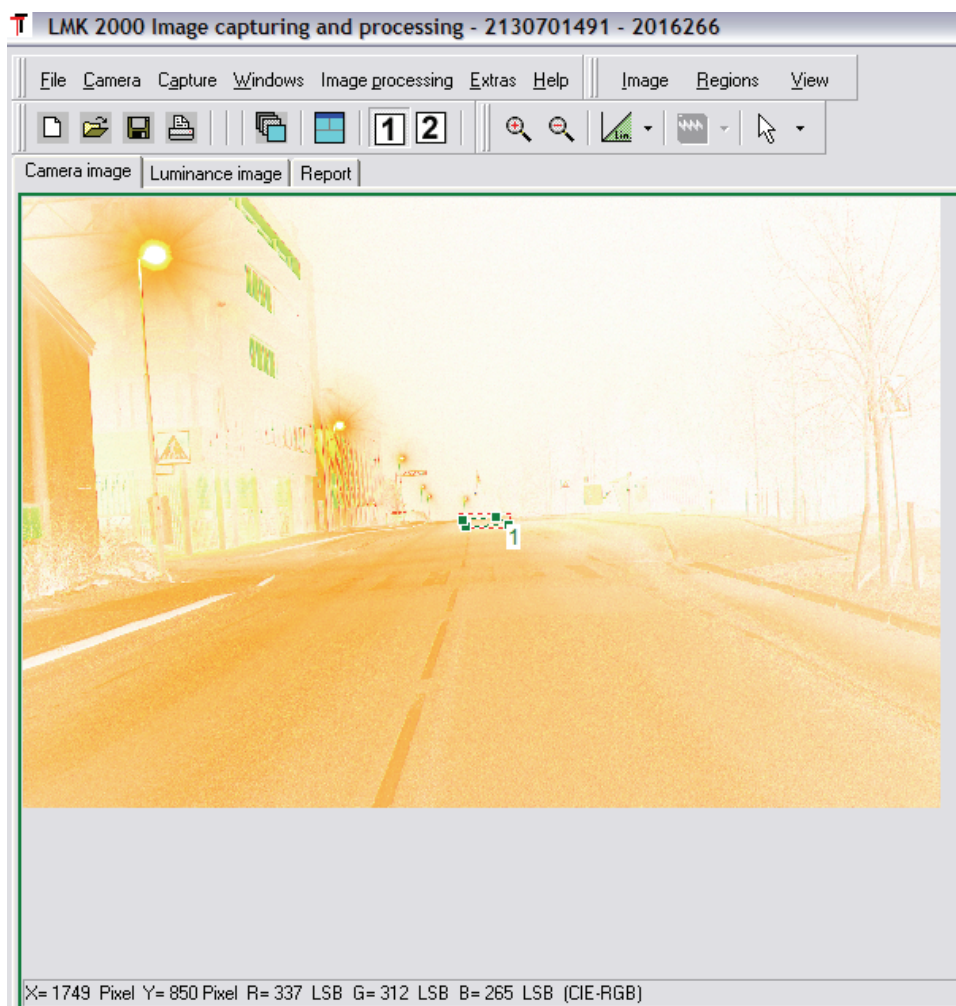 LMK 2000 Image capturing and processing - 2130701491 - 2016266
File Camera Capture Windows Image processing Extras Help Image Regions View
1 2 Lin.
Camera image Luminance image Report
1
X= 1749 Pixel Y= 850 Pixel R= 337 LSB G= 312 LSB B= 265 LSB (CIE-RGB)